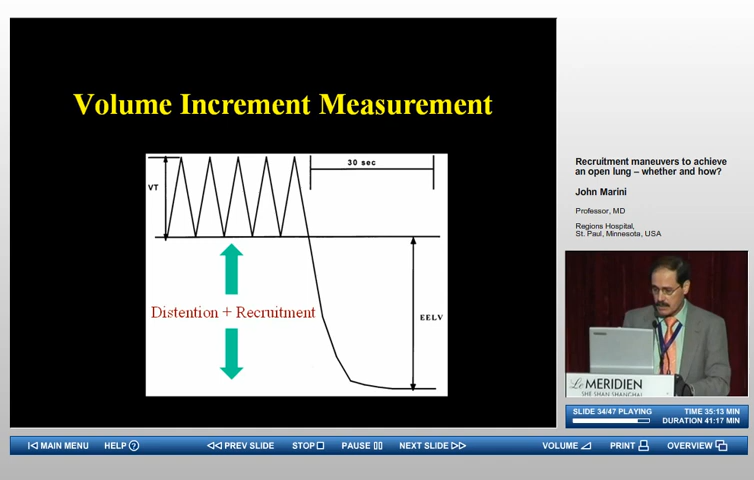 Volume Increment Measurement
30 sec
VT
Distention + Recruitment
EELV
Recruitment maneuvers to achieve
an open lung – whether and how?
John Marini
Professor, MD
Regions Hospital,
St. Paul, Minnesota, USA
Le MERIDIEN
SHE SHAN SHANGHAI
SLIDE 34/47 PLAYING
TIME 35:13 MIN
DURATION 41:17 MIN
MAIN MENU
HELP ?
PREV SLIDE
STOP
PAUSE
NEXT SLIDE
VOLUME
PRINT
OVERVIEW